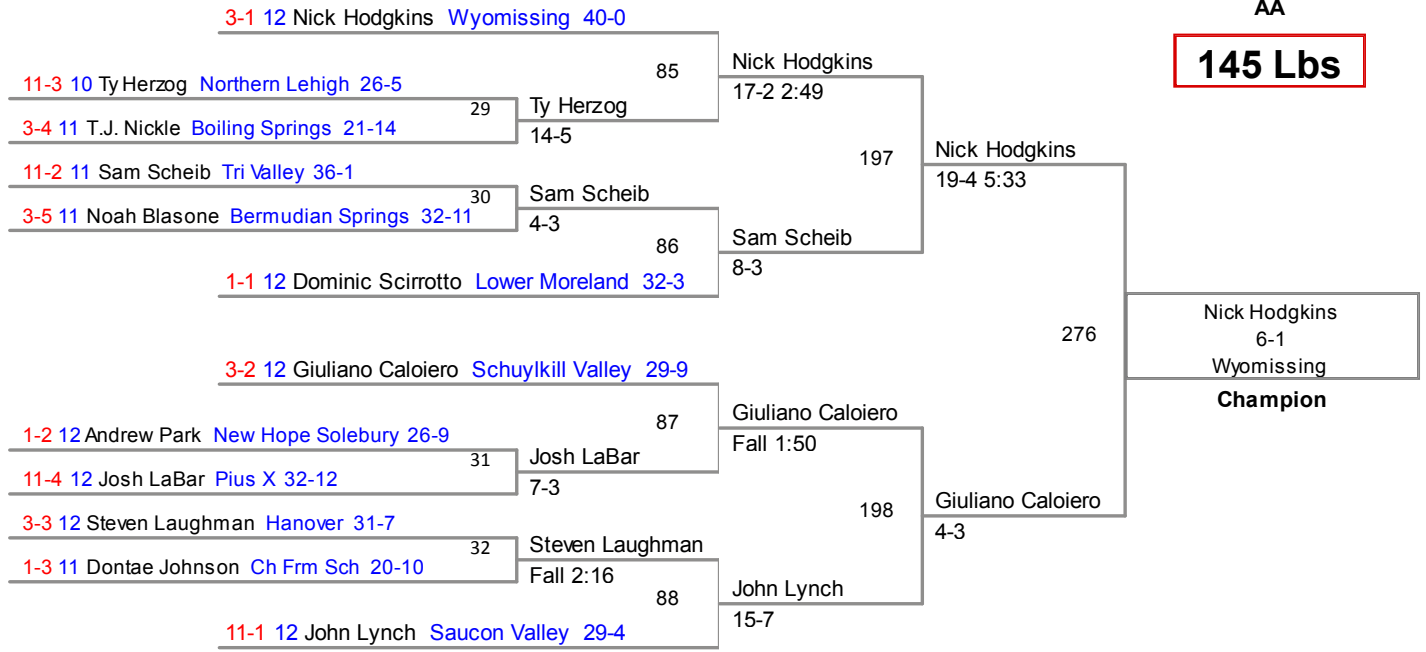 AA
145 Lbs
3-1 12 Nick Hodgkins Wyomissing 40-0
85
Nick Hodgkins
17-2 2:49
11-3 10 Ty Herzog Northern Lehigh 26-5
29
Ty Herzog
14-5
3-4 11 T.J. Nickle Boiling Springs 21-14
197
Nick Hodgkins
19-4 5:33
11-2 11 Sam Scheib Tri Valley 36-1
30
Sam Scheib
4-3
3-5 11 Noah Blasone Bermudian Springs 32-11
86
Sam Scheib
8-3
1-1 12 Dominic Scirrotto Lower Moreland 32-3
276
Nick Hodgkins
6-1
Wyomissing
Champion
3-2 12 Giuliano Caloiero Schuylkill Valley 29-9
87
Giuliano Caloiero
Fall 1:50
1-2 12 Andrew Park New Hope Solebury 26-9
31
Josh LaBar
7-3
11-4 12 Josh LaBar Pius X 32-12
198
Giuliano Caloiero
4-3
3-3 12 Steven Laughman Hanover 31-7
32
Steven Laughman
Fall 2:16
1-3 11 Dontae Johnson Ch Frm Sch 20-10
88
John Lynch
15-7
11-1 12 John Lynch Saucon Valley 29-4